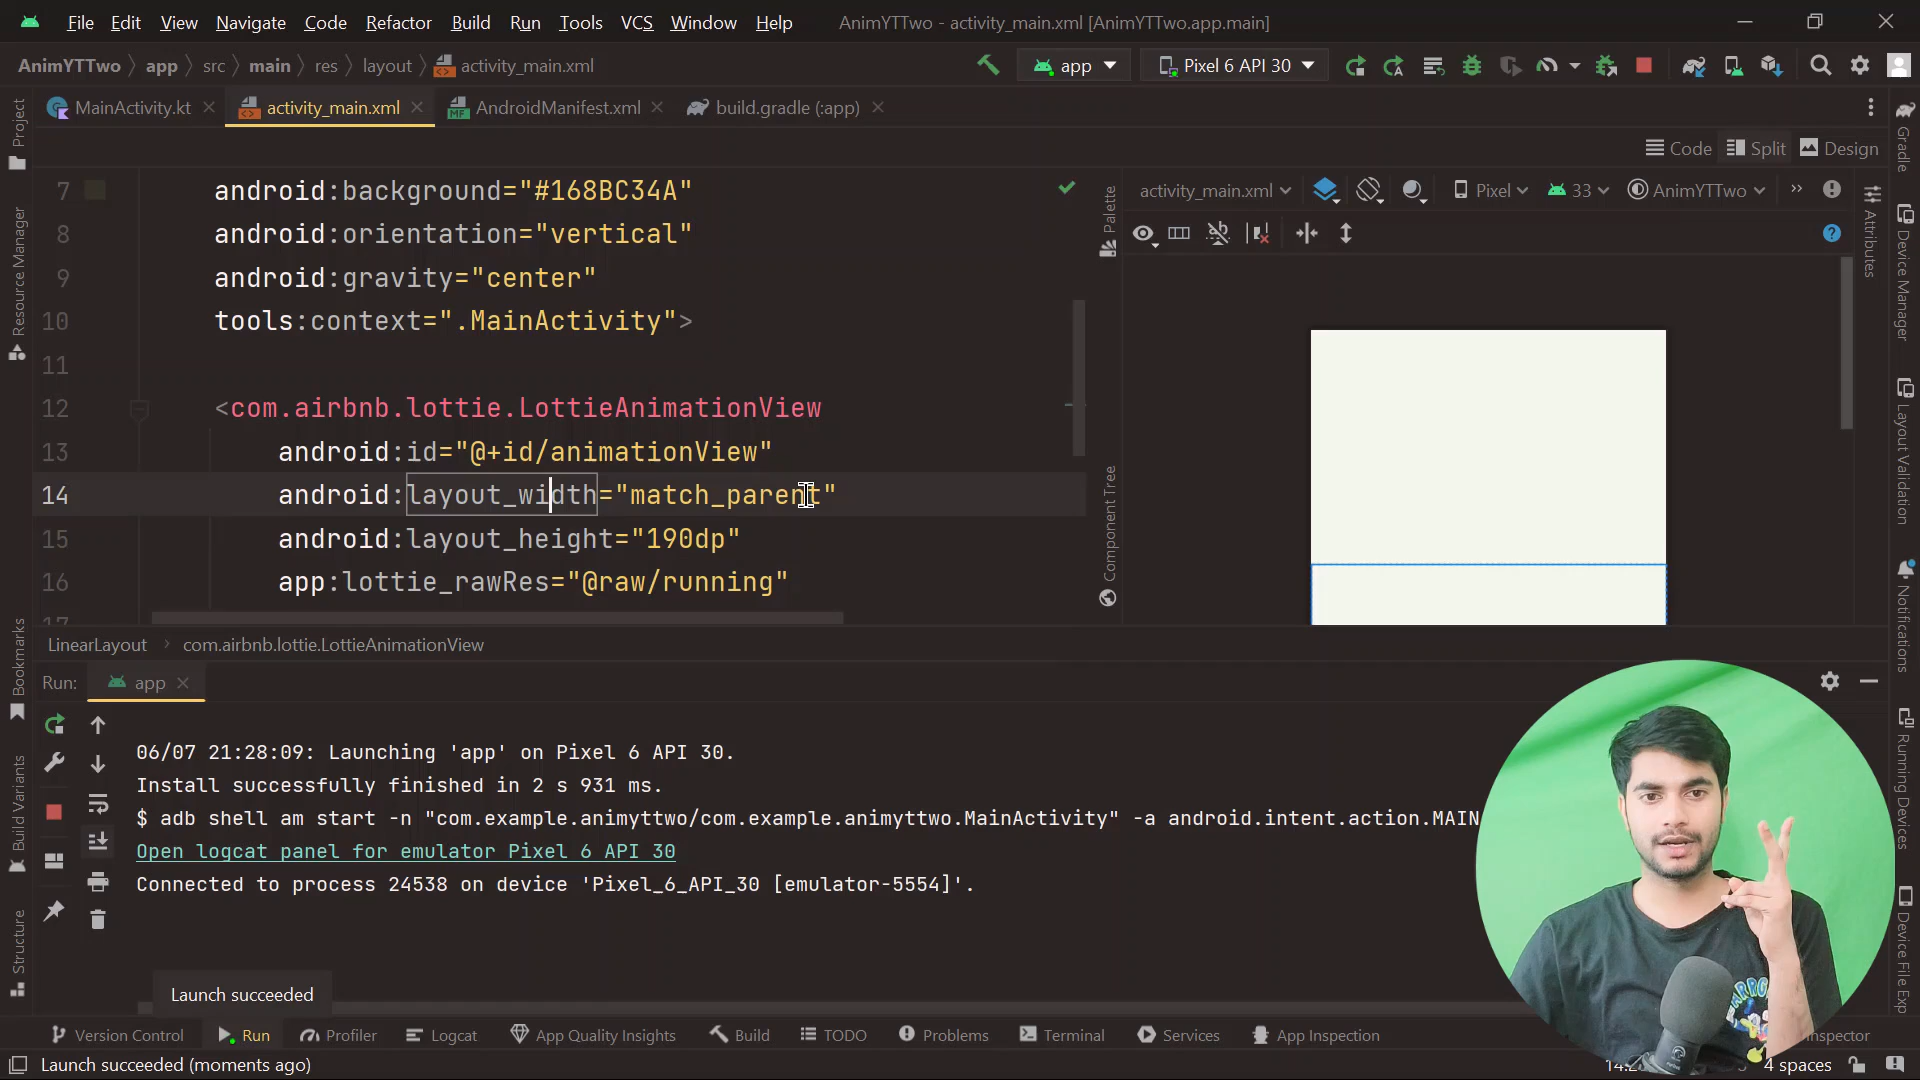 File Edit View Navigate Code Refactor Build Run Tools VCS Window Help AnimYTTwo - activity_main.xml [AnimYTTwo.app.main]
AnimYTTwo app src main res layout activity_main.xml app Pixel 6 API 30
MainActivity.kt activity_main.xml AndroidManifest.xml build.gradle (:app)
Code Split Design
activity_main.xml Pixel 33 AnimYTTwo
7 android:background="#168BC34A"
8 android:orientation="vertical"
9 android:gravity="center"
10 tools:context=".MainActivity">
11
12 <com.airbnb.lottie.LottieAnimationView
13 android:id="@+id/animationView"
14 android:layout_width="match_parent"
15 android:layout_height="190dp"
16 app:lottie_rawRes="@raw/running"
17
LinearLayout com.airbnb.lottie.LottieAnimationView
Run: app
06/07 21:28:09: Launching 'app' on Pixel 6 API 30.
Install successfully finished in 2 s 931 ms.
$ adb shell am start -n "com.example.animyttwo/com.example.animyttwo.MainActivity" -a android.intent.action.MAIN
Open logcat panel for emulator Pixel 6 API 30
Connected to process 24538 on device 'Pixel_6_API_30 [emulator-5554]'.
Launch succeeded
Version Control Run Profiler Logcat App Quality Insights Build TODO Problems Terminal Services App Inspection Inspector
Launch succeeded (moments ago) 4 spaces
Project
Resource Manager
Bookmarks
Build Variants
Structure
Palette
Component Tree
Attributes
Gradle
Device Manager
Layout Validation
Notifications
Running Devices
Device File Exp